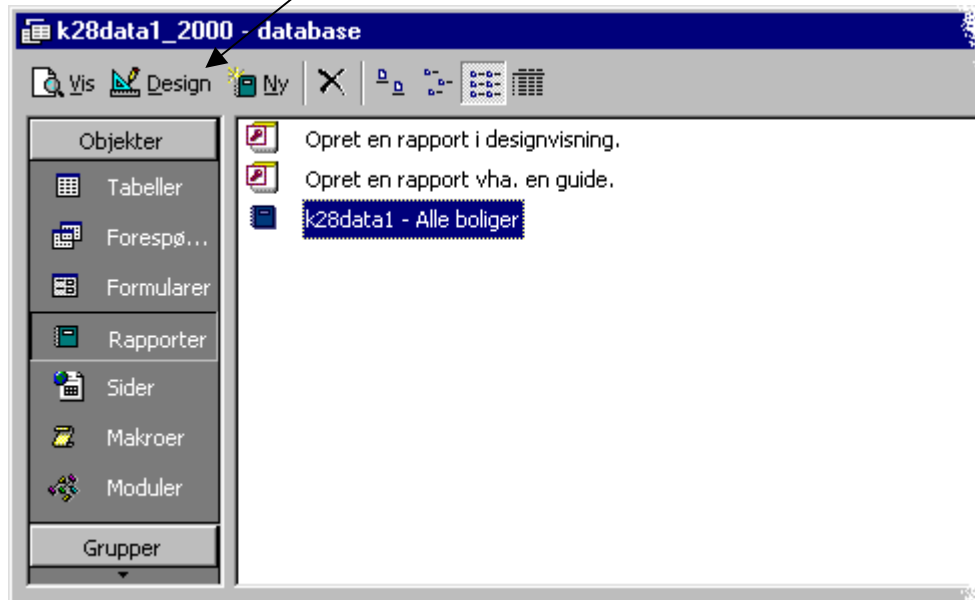 k28data1_2000 - database
Vis Design Ny
Objekter
Tabeller
Forespø...
Formularer
Rapporter
Sider
Makroer
Moduler
Grupper
Opret en rapport i designvisning.
Opret en rapport vha. en guide.
k28data1 - Alle boliger